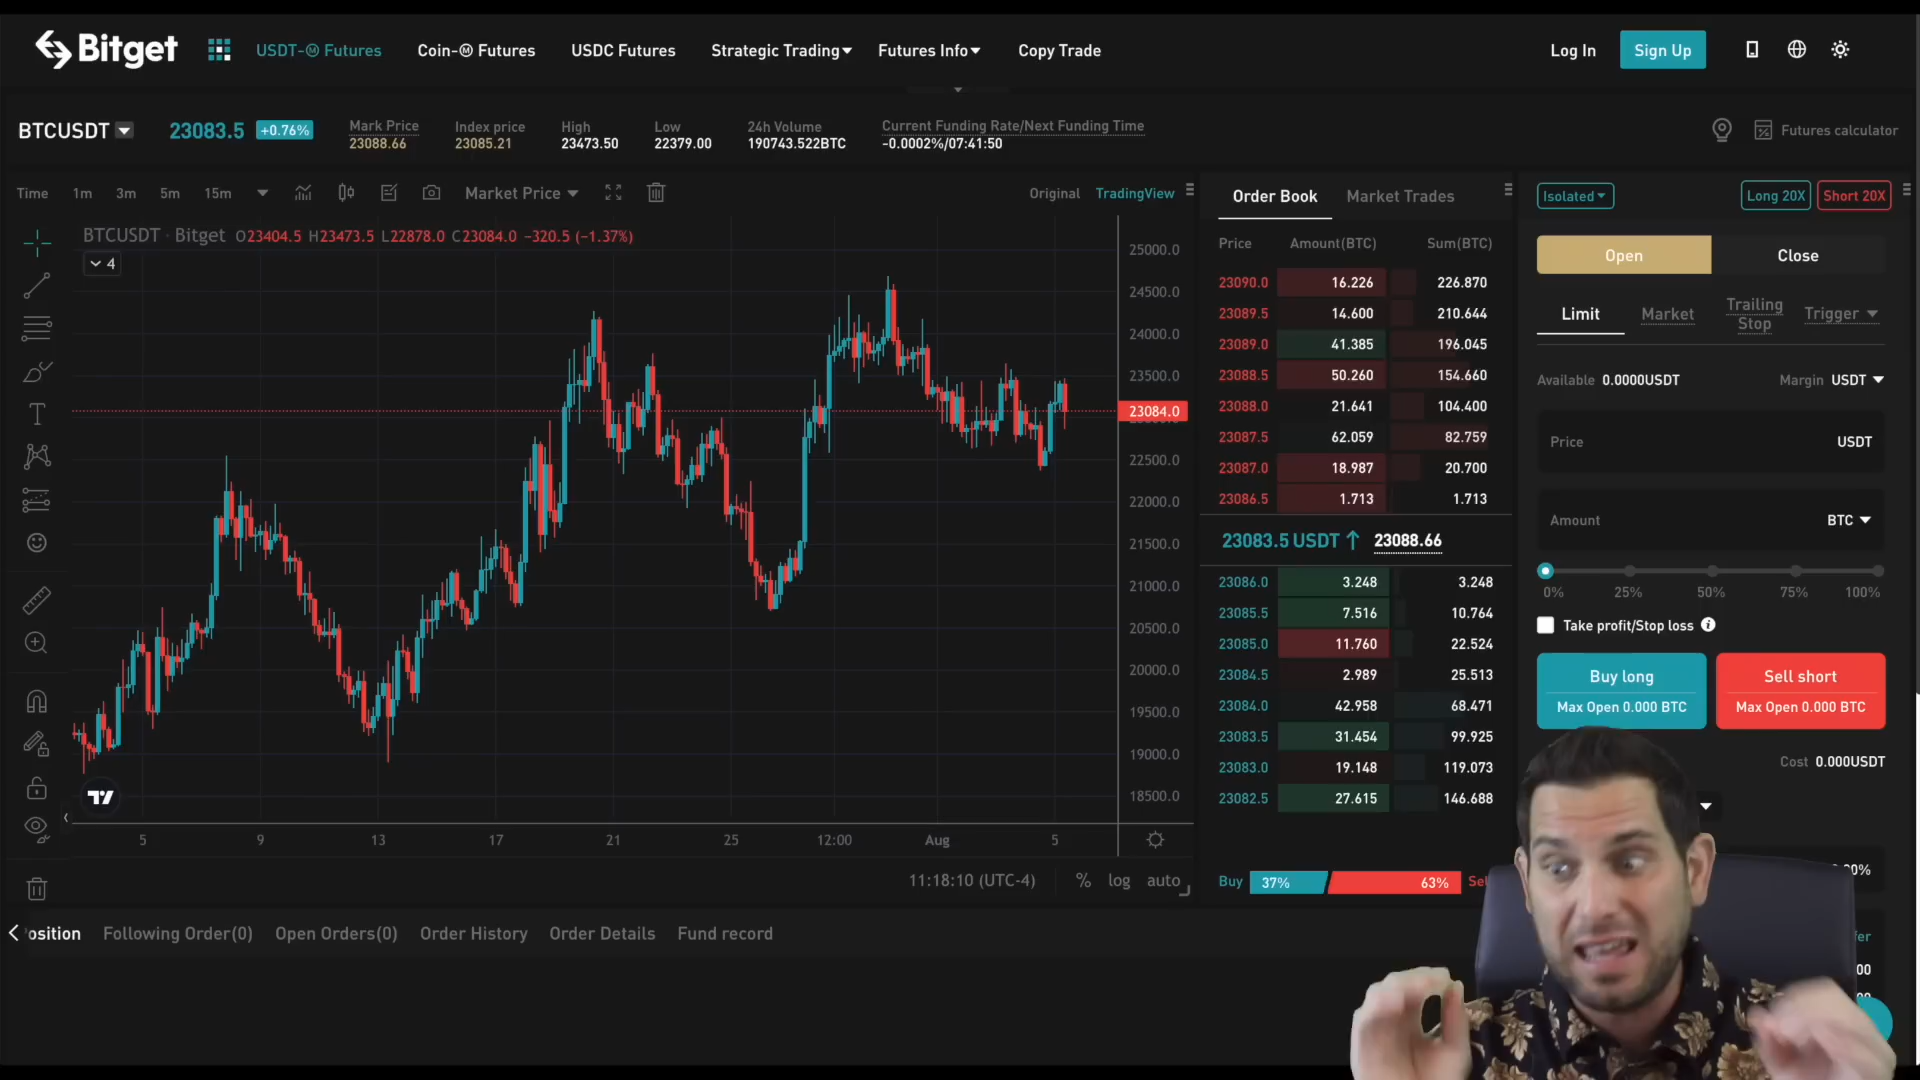 Bitget USDT-Ⓜ Futures Coin-Ⓜ Futures USDC Futures Strategic Trading Futures Info Copy Trade Log In Sign Up
BTCUSDT 23083.5 +0.76%
Mark Price
23088.66
Index price
23085.21
High
23473.50
Low
22379.00
24h Volume
190743.522BTC
Current Funding Rate/Next Funding Time
-0.0002%/07:41:50
Futures calculator
Time 1m 3m 5m 15m Market Price Original TradingView
BTCUSDT · Bitget O23404.5 H23473.5 L22878.0 C23084.0 −320.5 (−1.37%)
4
25000.0
24500.0
24000.0
23500.0
23084.0
22500.0
22000.0
21500.0
21000.0
20500.0
20000.0
19500.0
19000.0
18500.0
5 9 13 17 21 25 12:00 Aug 5
11:18:10 (UTC-4) % log auto
Order Book Market Trades
Price Amount(BTC) Sum(BTC)
23090.0 16.226 226.870
23089.5 14.600 210.644
23089.0 41.385 196.045
23088.5 50.260 154.660
23088.0 21.641 104.400
23087.5 62.059 82.759
23087.0 18.987 20.700
23086.5 1.713 1.713
23083.5 USDT ↑ 23088.66
23086.0 3.248 3.248
23085.5 7.516 10.764
23085.0 11.760 22.524
23084.5 2.989 25.513
23084.0 42.958 68.471
23083.5 31.454 99.925
23083.0 19.148 119.073
23082.5 27.615 146.688
Buy 37% 63%
Isolated Long 20X Short 20X
Open Close
Limit Market Trailing Stop Trigger
Available 0.0000USDT Margin USDT
Price USDT
Amount BTC
0% 25% 50% 75% 100%
Take profit/Stop loss
Buy long
Max Open 0.000 BTC
Sell short
Max Open 0.000 BTC
Cost 0.000USDT
osition Following Order(0) Open Orders(0) Order History Order Details Fund record